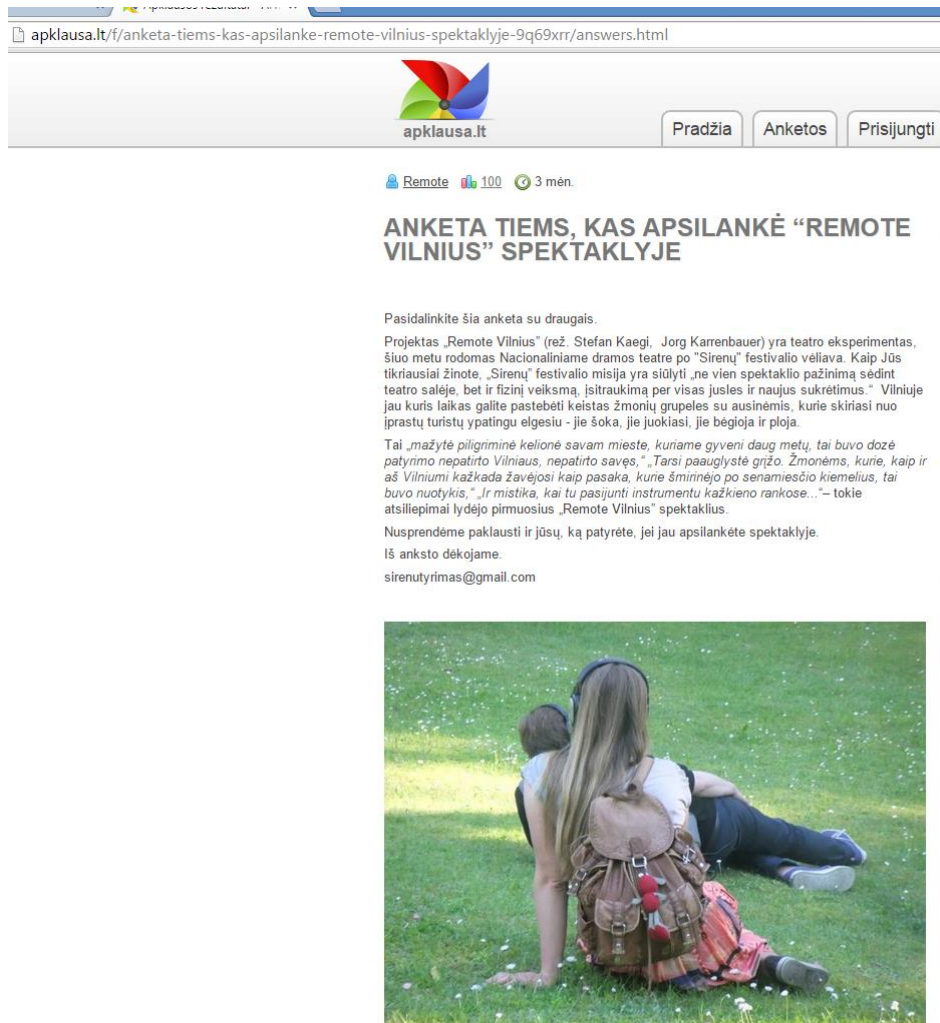 apklausa.lt/f/anketa-tiems-kas-apsilanke-remote-vilnius-spektaklyje-9q69xrr/answers.html
apklausa.lt
Pradžia Anketos Prisijungti
Remote 100 3 mėn.
ANKETA TIEMS, KAS APSILANKĖ “REMOTE
VILNIUS” SPEKTAKLYJE
Pasidalinkite šia anketa su draugais.
Projektas „Remote Vilnius” (rež. Stefan Kaegi, Jorg Karrenbauer) yra teatro eksperimentas,
šiuo metu rodomas Nacionaliniame dramos teatre po "Sirenų" festivalio vėliava. Kaip Jūs
tikriausiai žinote, „Sirenų” festivalio misija yra siūlyti „ne vien spektaklio pažinimą sėdint
teatro salėje, bet ir fizinį veiksmą, įsitraukimą per visas jusles ir naujus sukrėtimus.“ Vilniuje
jau kuris laikas galite pastebėti keistas žmonių grupeles su ausinėmis, kurie skiriasi nuo
įprastų turistų ypatingu elgesiu - jie šoka, jie juokiasi, jie bėgioja ir ploja.
Tai „mažytė piligriminė kelionė savam mieste, kuriame gyveni daug metų, tai buvo dozė
patyrimo nepatirto Vilniaus, nepatirto savęs,“ „Tarsi paauglystė grįžo. Žmonėms, kurie, kaip ir
aš Vilniumi kažkada žavėjosi kaip pasaka, kurie šmirinėjo po senamiesčio kiemelius, tai
buvo nuotykis,“ „Ir mistika, kai tu pasijunti instrumentu kažkieno rankose...“– tokie
atsiliepimai lydėjo pirmuosius „Remote Vilnius” spektaklius.
Nusprendėme paklausti ir jūsų, ką patyrėte, jei jau apsilankėte spektaklyje.
Iš anksto dėkojame.
sirenutyrimas@gmail.com